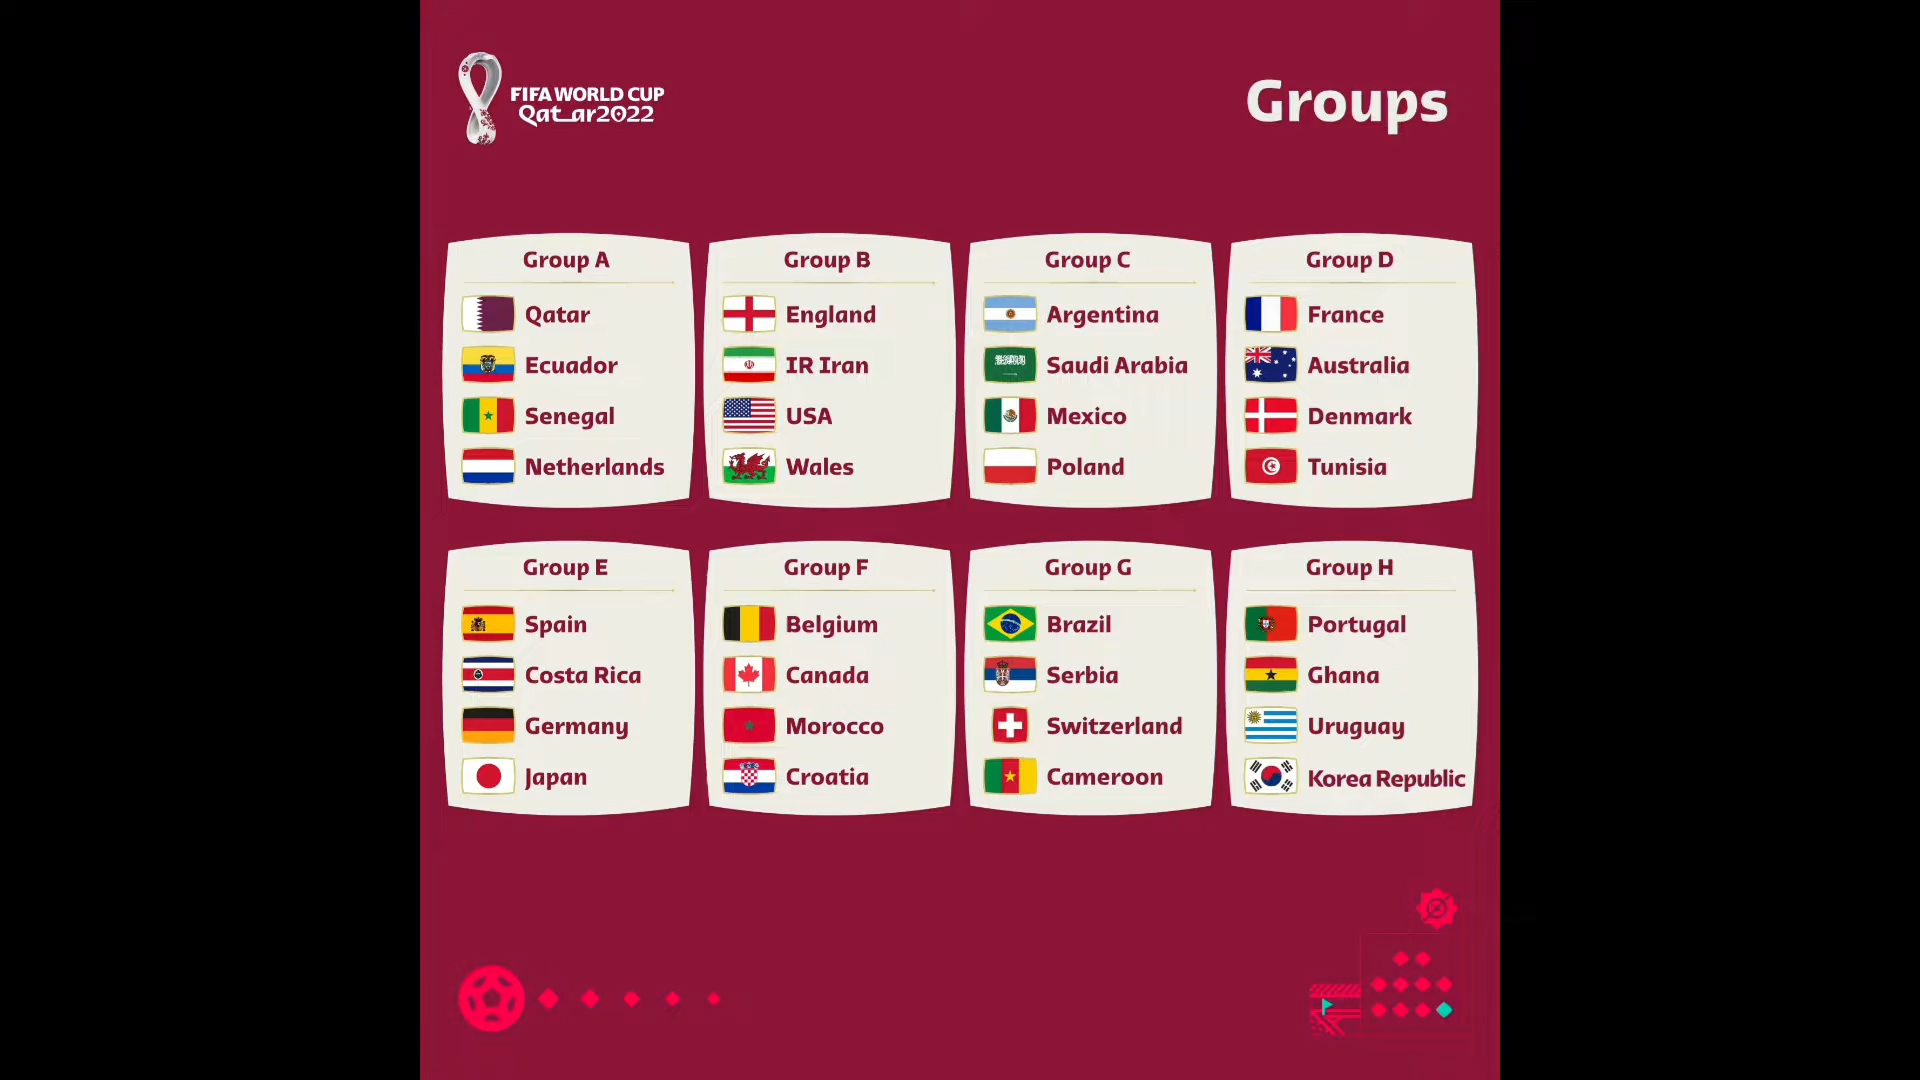 FIFA WORLD CUP
Qatar2022
Groups
Group A
Qatar
Ecuador
Senegal
Netherlands
Group B
England
IR Iran
USA
Wales
Group C
Argentina
Saudi Arabia
Mexico
Poland
Group D
France
Australia
Denmark
Tunisia
Group E
Spain
Costa Rica
Germany
Japan
Group F
Belgium
Canada
Morocco
Croatia
Group G
Brazil
Serbia
Switzerland
Cameroon
Group H
Portugal
Ghana
Uruguay
Korea Republic